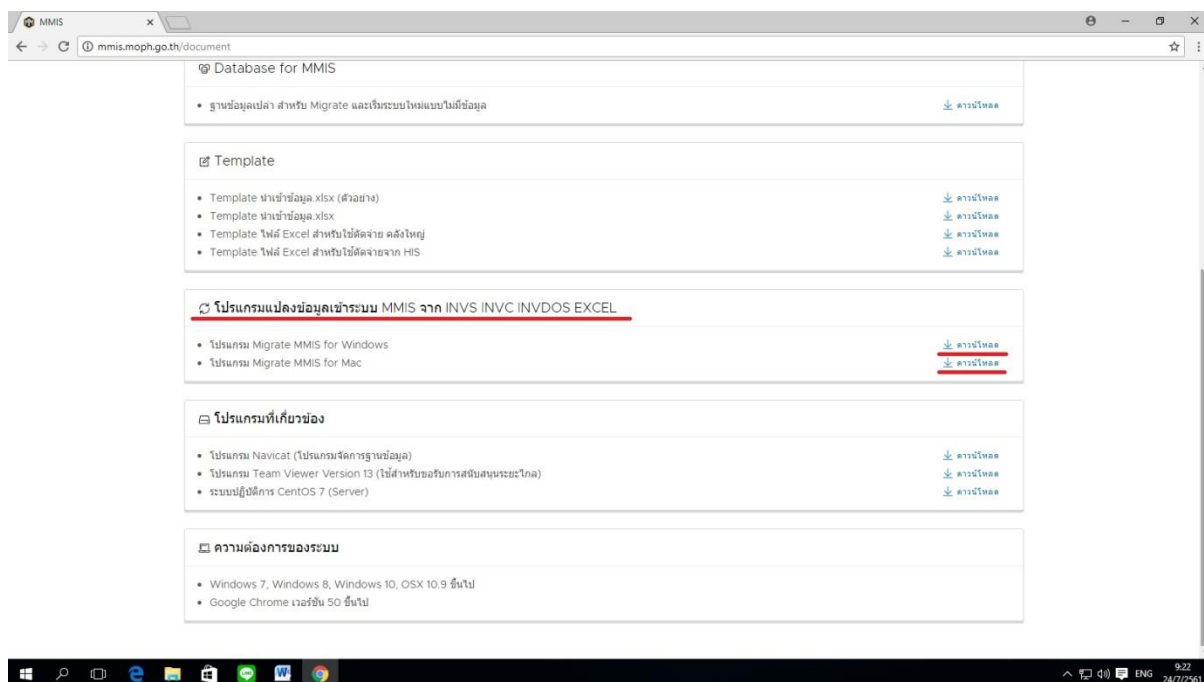 MMIS
mmis.moph.go.th/document
Database for MMIS
ฐานข้อมูลเปล่า สำหรับ Migrate และเริ่มระบบใหม่แบบไม่มีข้อมูล ดาวน์โหลด
Template
Template นำเข้าข้อมูล.xlsx (ตัวอย่าง) ดาวน์โหลด
Template นำเข้าข้อมูล.xlsx ดาวน์โหลด
Template ไฟล์ Excel สำหรับใช้ตัดจ่าย คลังใหญ่ ดาวน์โหลด
Template ไฟล์ Excel สำหรับใช้ตัดจ่ายจาก HIS ดาวน์โหลด
โปรแกรมแปลงข้อมูลเข้าระบบ MMIS จาก INVS INVC INVDOS EXCEL
โปรแกรม Migrate MMIS for Windows ดาวน์โหลด
โปรแกรม Migrate MMIS for Mac ดาวน์โหลด
โปรแกรมที่เกี่ยวข้อง
โปรแกรม Navicat (โปรแกรมจัดการฐานข้อมูล) ดาวน์โหลด
โปรแกรม Team Viewer Version 13 (ใช้สำหรับขอรับการสนับสนุนระยะไกล) ดาวน์โหลด
ระบบปฏิบัติการ CentOS 7 (Server) ดาวน์โหลด
ความต้องการของระบบ
Windows 7, Windows 8, Windows 10, OSX 10.9 ขึ้นไป
Google Chrome เวอร์ชั่น 50 ขึ้นไป
ENG 9:22
24/7/2561